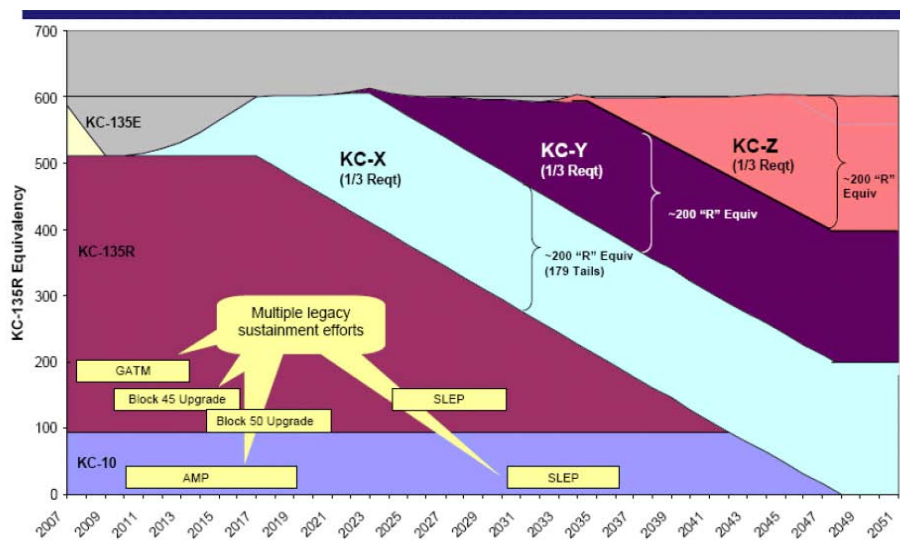 700
600
500
400
300
200
100
0
KC-135R Equivalency
KC-135E
KC-X
(1/3 Reqt)
KC-Y
(1/3 Reqt)
KC-Z
(1/3 Reqt)
~200 “R”
Equiv
~200 “R” Equiv
~200 “R” Equiv
(179 Tails)
KC-135R
Multiple legacy
sustainment efforts
GATM
Block 45 Upgrade
Block 50 Upgrade
SLEP
KC-10
AMP
SLEP
2007
2009
2011
2013
2015
2017
2019
2021
2023
2025
2027
2029
2031
2033
2035
2037
2039
2041
2043
2045
2047
2049
2051